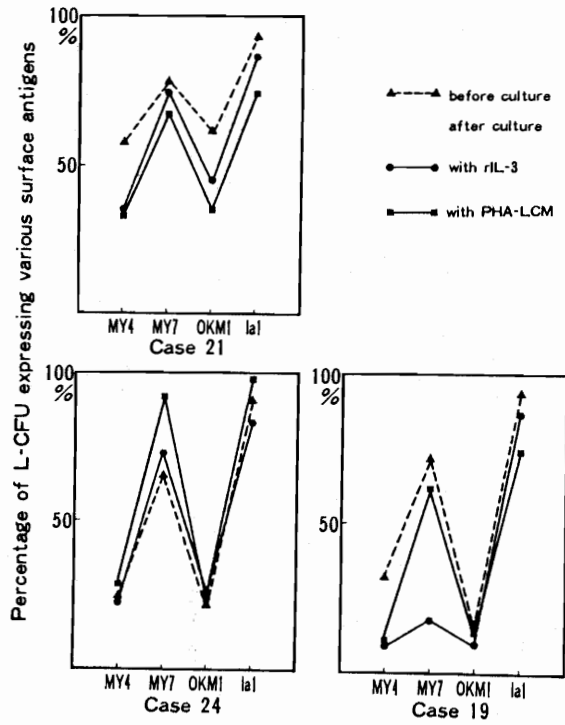 Percentage of L-CFU expressing various surface antigens
100
%
50
MY4 MY7 OKM1 Ia1
Case 21
before culture
after culture
with rIL-3
with PHA-LCM
100
%
50
MY4 MY7 OKM1 Ia1
Case 24
100
%
50
MY4 MY7 OKM1 Ia1
Case 19